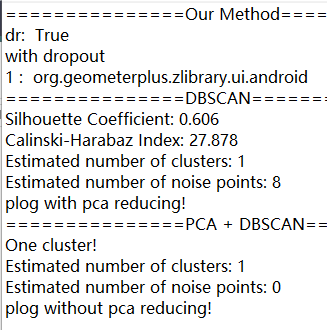 ===============Our Method====
dr:  True
with dropout
1 :  org.geometerplus.zlibrary.ui.android
===============DBSCAN=======
Silhouette Coefficient: 0.606
Calinski-Harabaz Index: 27.878
Estimated number of clusters: 1
Estimated number of noise points: 8
plog with pca reducing!
===============PCA + DBSCAN==
One cluster!
Estimated number of clusters: 1
Estimated number of noise points: 0
plog without pca reducing!